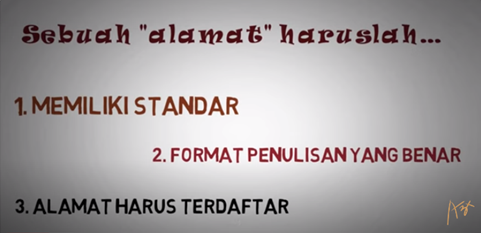 Sebuah "alamat" haruslah...
1. MEMILIKI STANDAR
2. FORMAT PENULISAN YANG BENAR
3. ALAMAT HARUS TERDAFTAR